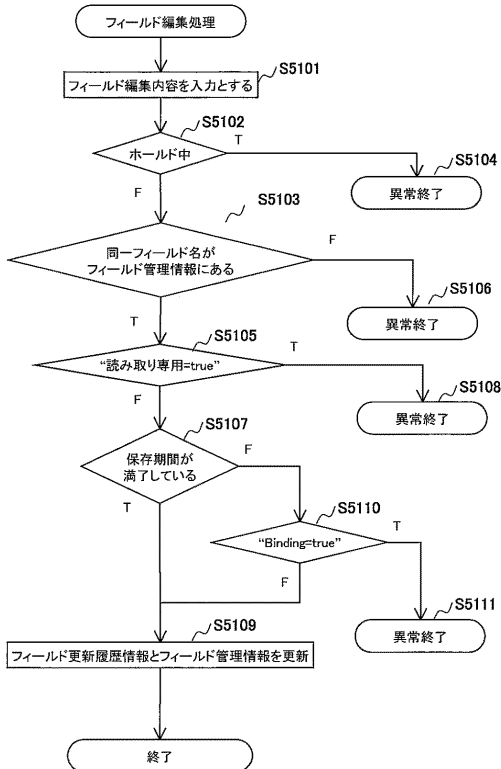 フィールド編集処理
S5101
フィールド編集内容を入力とする
S5102
ホールド中
T
F
S5104
異常終了
S5103
同一フィールド名が
フィールド管理情報にある
F
T
S5106
異常終了
S5105
“読み取り専用=true”
T
F
S5108
異常終了
S5107
保存期間が
満了している
F
T
S5110
“Binding=true”
T
F
S5111
異常終了
S5109
フィールド更新履歴情報とフィールド管理情報を更新
終了